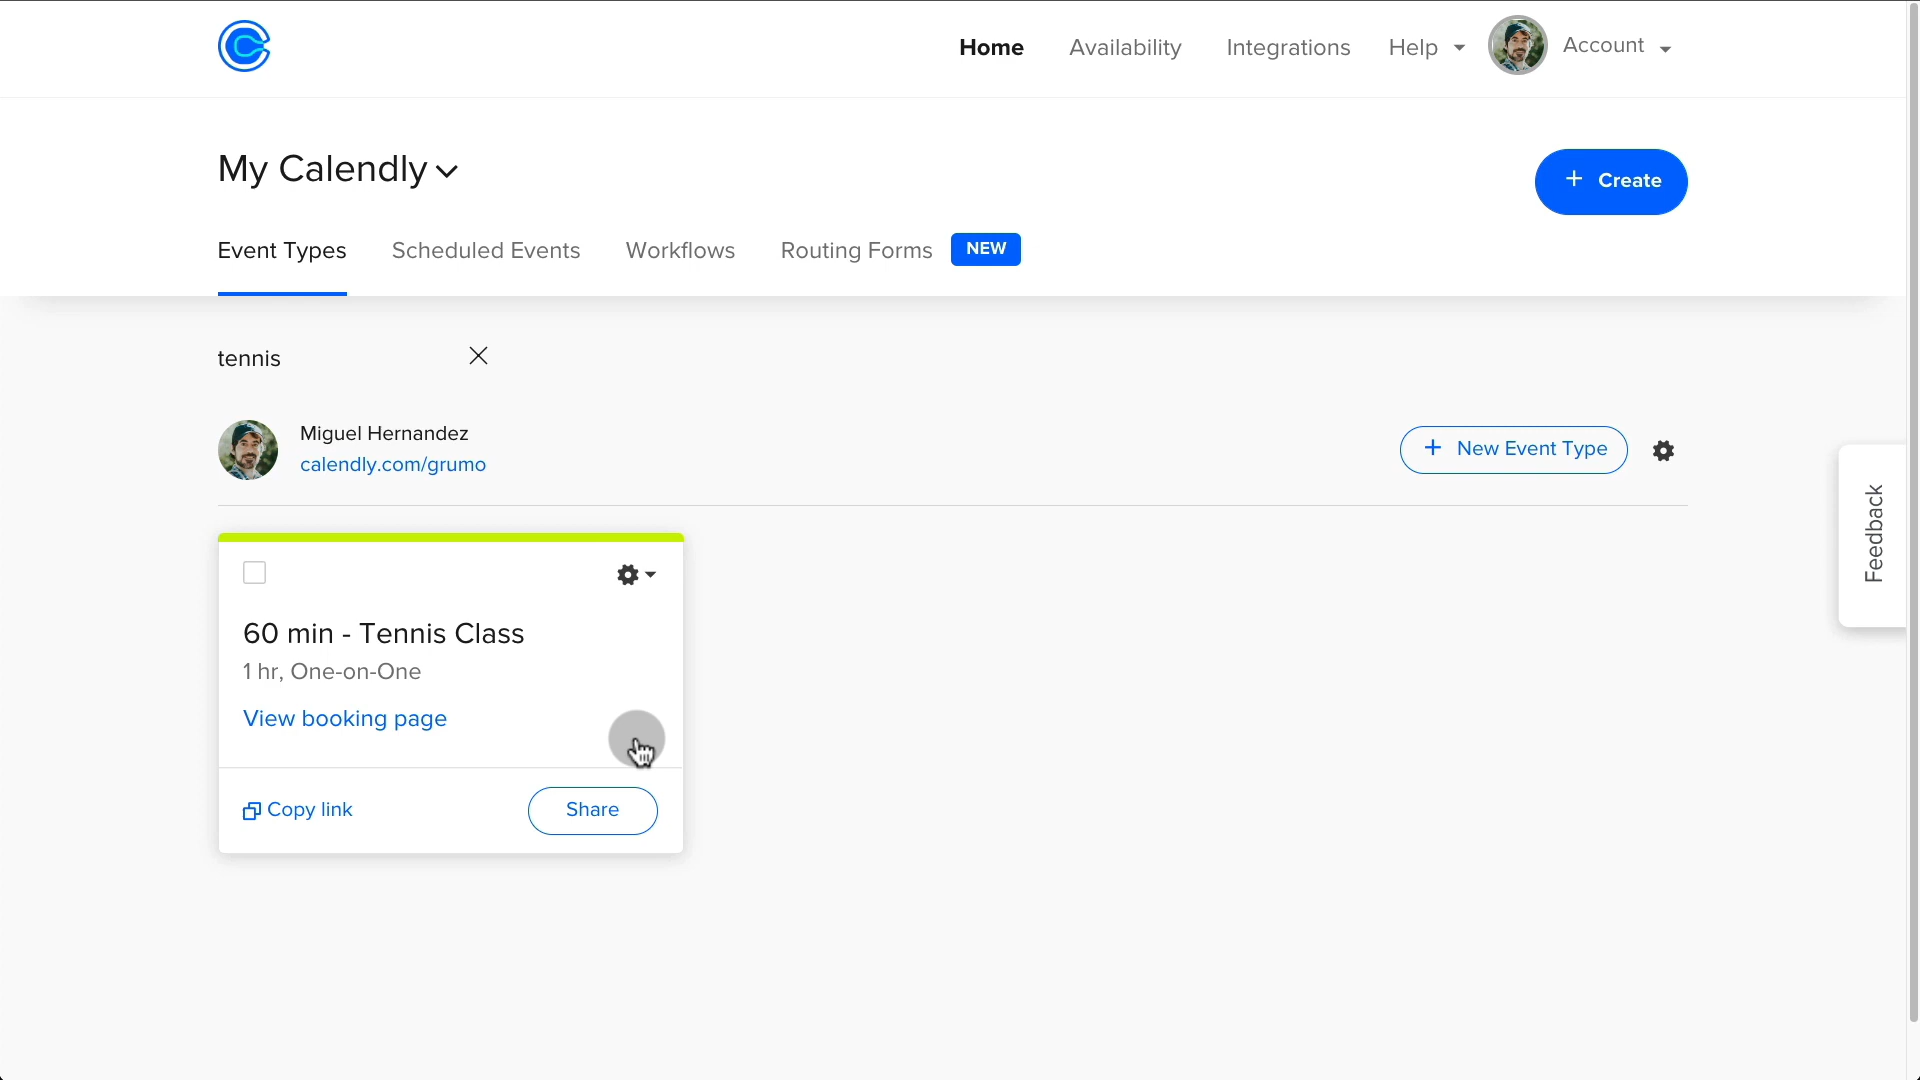 Home Availability Integrations Help Account
My Calendly
+ Create
Event Types Scheduled Events Workflows Routing Forms NEW
tennis
Miguel Hernandez
calendly.com/grumo
+ New Event Type
Feedback
60 min - Tennis Class
1 hr, One-on-One
View booking page
Copy link
Share